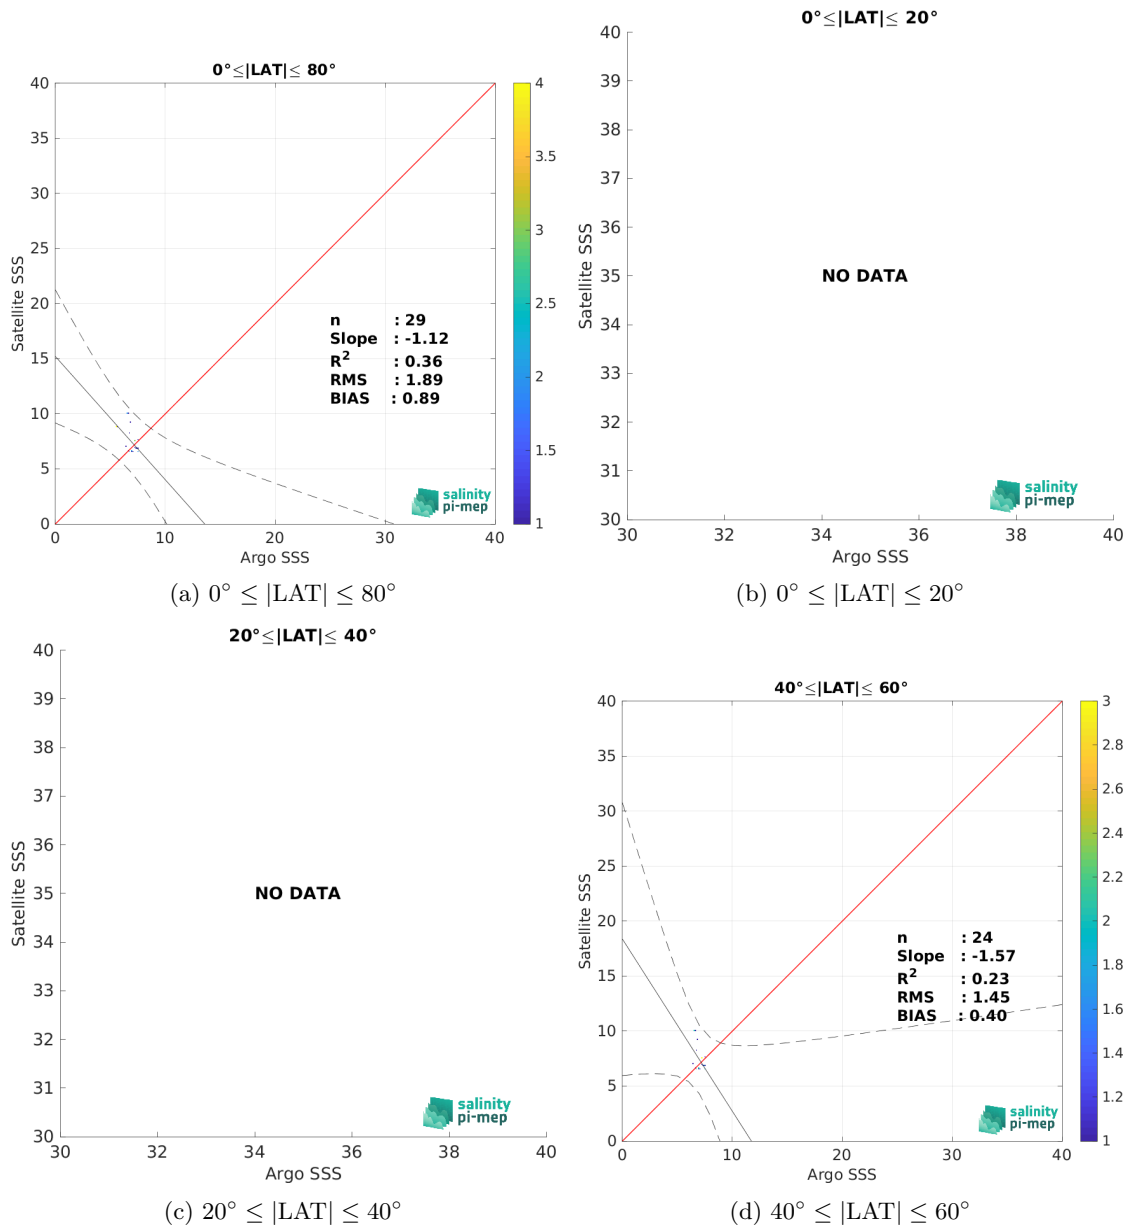 0°≤|LAT|≤ 80°
40
35
30
25
20
15
10
5
0
Satellite SSS
0
10
20
30
40
Argo SSS
4
3.5
3
2.5
2
1.5
1
n : 29
Slope : -1.12
R² : 0.36
RMS : 1.89
BIAS : 0.89
salinity
pi-mep
(a) 0° ≤ |LAT| ≤ 80°
0°≤|LAT|≤ 20°
40
39
38
37
36
35
34
33
32
31
30
Satellite SSS
NO DATA
30
32
34
36
38
40
Argo SSS
salinity
pi-mep
(b) 0° ≤ |LAT| ≤ 20°
20°≤|LAT|≤ 40°
40
39
38
37
36
35
34
33
32
31
30
Satellite SSS
NO DATA
30
32
34
36
38
40
Argo SSS
salinity
pi-mep
(c) 20° ≤ |LAT| ≤ 40°
40°≤|LAT|≤ 60°
40
35
30
25
20
15
10
5
0
Satellite SSS
0
10
20
30
40
Argo SSS
3
2.8
2.6
2.4
2.2
2
1.8
1.6
1.4
1.2
1
n : 24
Slope : -1.57
R² : 0.23
RMS : 1.45
BIAS : 0.40
salinity
pi-mep
(d) 40° ≤ |LAT| ≤ 60°